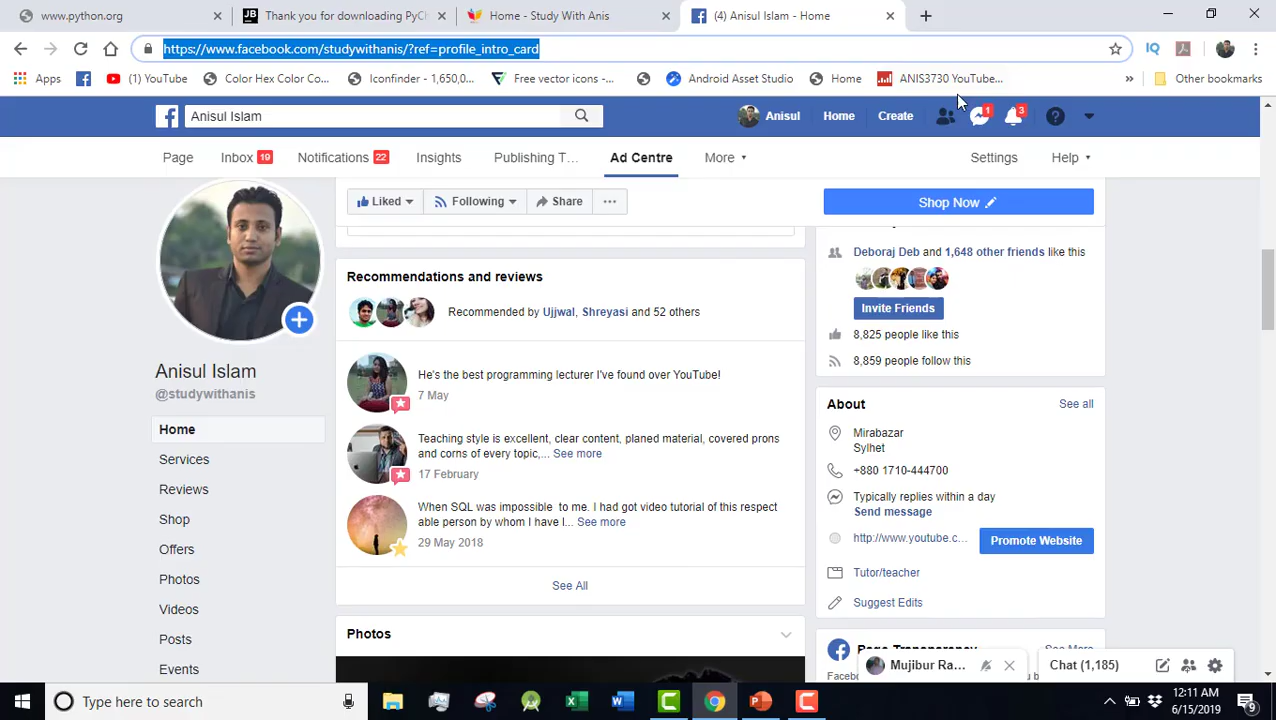 www.python.org
Thank you for downloading PyCh
Home - Study With Anis
(4) Anisul Islam - Home
https://www.facebook.com/studywithanis/?ref=profile_intro_card
Apps
(1) YouTube
Color Hex Color Co...
Iconfinder - 1,650,0...
Free vector icons -...
Android Asset Studio
Home
ANIS3730 YouTube...
Other bookmarks
Anisul Islam
Anisul
Home
Create
1
3
Page
Inbox 19
Notifications 22
Insights
Publishing T...
Ad Centre
More
Settings
Help
Liked
Following
Share
Shop Now
Deboraj Deb and 1,648 other friends like this
Invite Friends
8,825 people like this
8,859 people follow this
Recommendations and reviews
Recommended by Ujjwal, Shreyasi and 52 others
He's the best programming lecturer I've found over YouTube!
7 May
Teaching style is excellent, clear content, planed material, covered prons
and corns of every topic,... See more
17 February
When SQL was impossible to me. I had got video tutorial of this respect
able person by whom I have l... See more
29 May 2018
See All
Photos
Anisul Islam
@studywithanis
Home
Services
Reviews
Shop
Offers
Photos
Videos
Posts
Events
About
See all
Mirabazar
Sylhet
+880 1710-444700
Typically replies within a day
Send message
http://www.youtube.c...
Promote Website
Tutor/teacher
Suggest Edits
Mujibur Ra...
Chat (1,185)
Type here to search
12:11 AM
6/15/2019
9